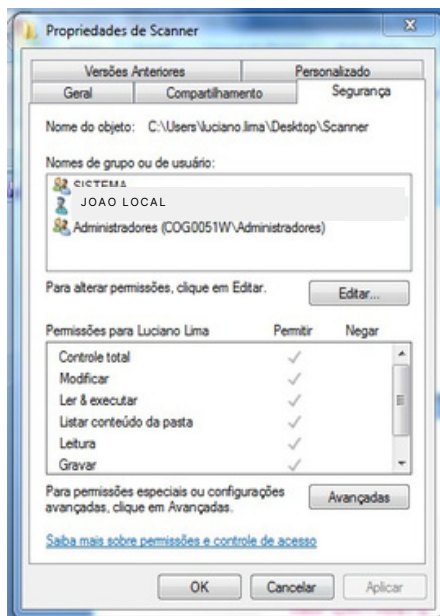 Propriedades de Scanner
Versões Anteriores Personalizado
Geral Compartilhamento Segurança
Nome do objeto: C:\Users\luciano.lima\Desktop\Scanner
Nomes de grupo ou de usuário:
SISTEMA
JOAO LOCAL
Administradores (COG0051W\Administradores)
Para alterar permissões, clique em Editar. Editar...
Permissões para Luciano Lima Permitir Negar
Controle total
Modificar
Ler & executar
Listar conteúdo da pasta
Leitura
Gravar
Para permissões especiais ou configurações
avançadas, clique em Avançadas. Avançadas
Saiba mais sobre permissões e controle de acesso
OK Cancelar Aplicar